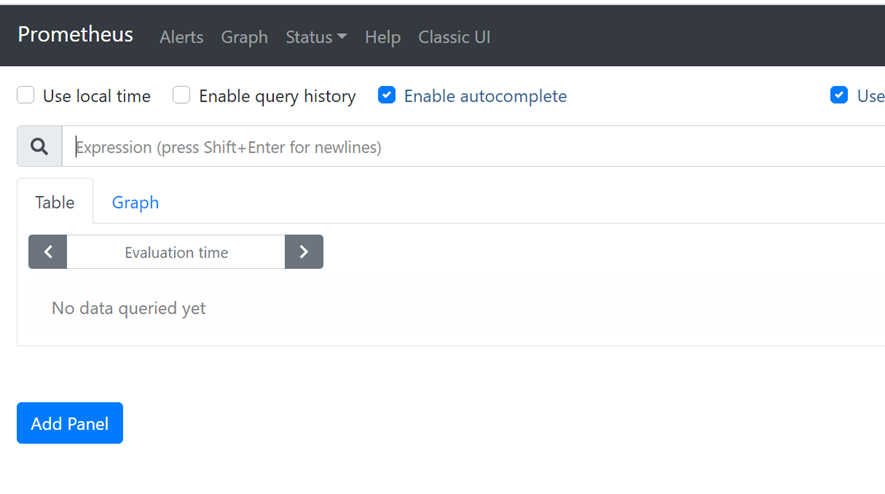 Prometheus Alerts Graph Status Help Classic UI
Use local time Enable query history Enable autocomplete Use
Expression (press Shift+Enter for newlines)
Table Graph
Evaluation time
No data queried yet
Add Panel